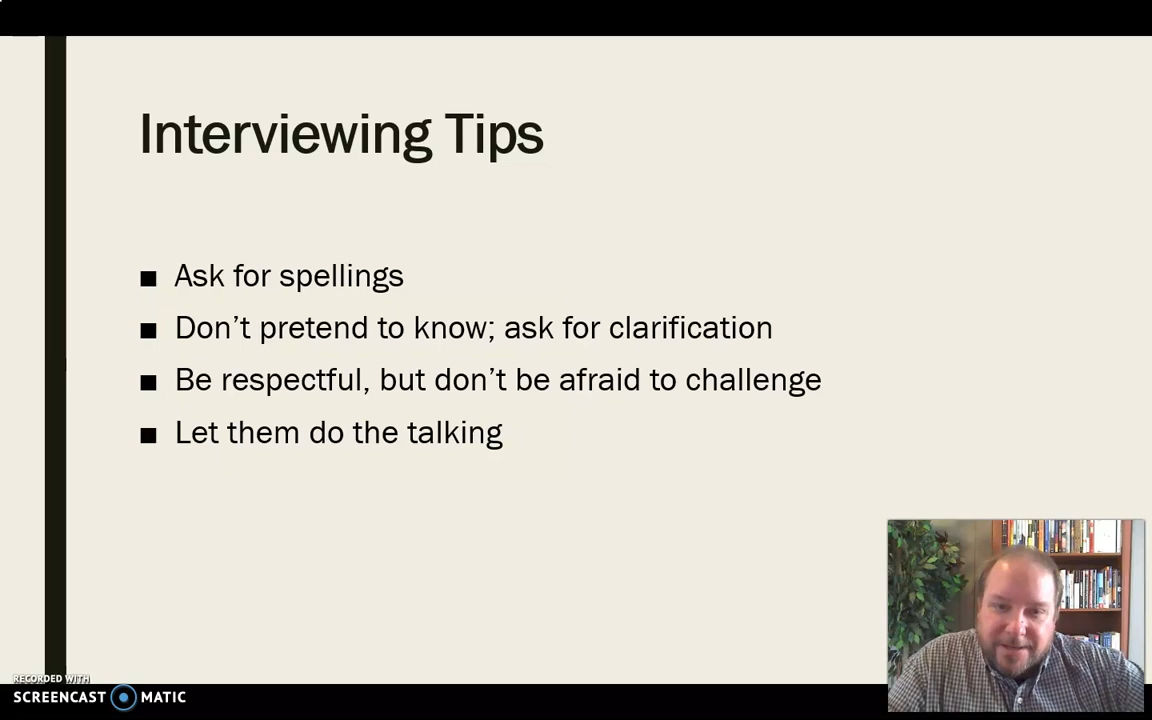 Interviewing Tips
■ Ask for spellings
■ Don’t pretend to know; ask for clarification
■ Be respectful, but don’t be afraid to challenge
■ Let them do the talking
RECORDED WITH
SCREENCAST MATIC